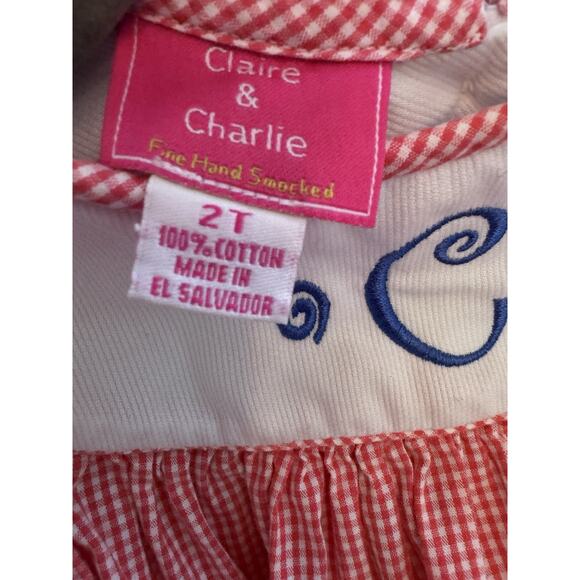 Claire
&
Charlie
Fine Hand Smocked
2T
100% COTTON
MADE IN
EL SALVADOR
C